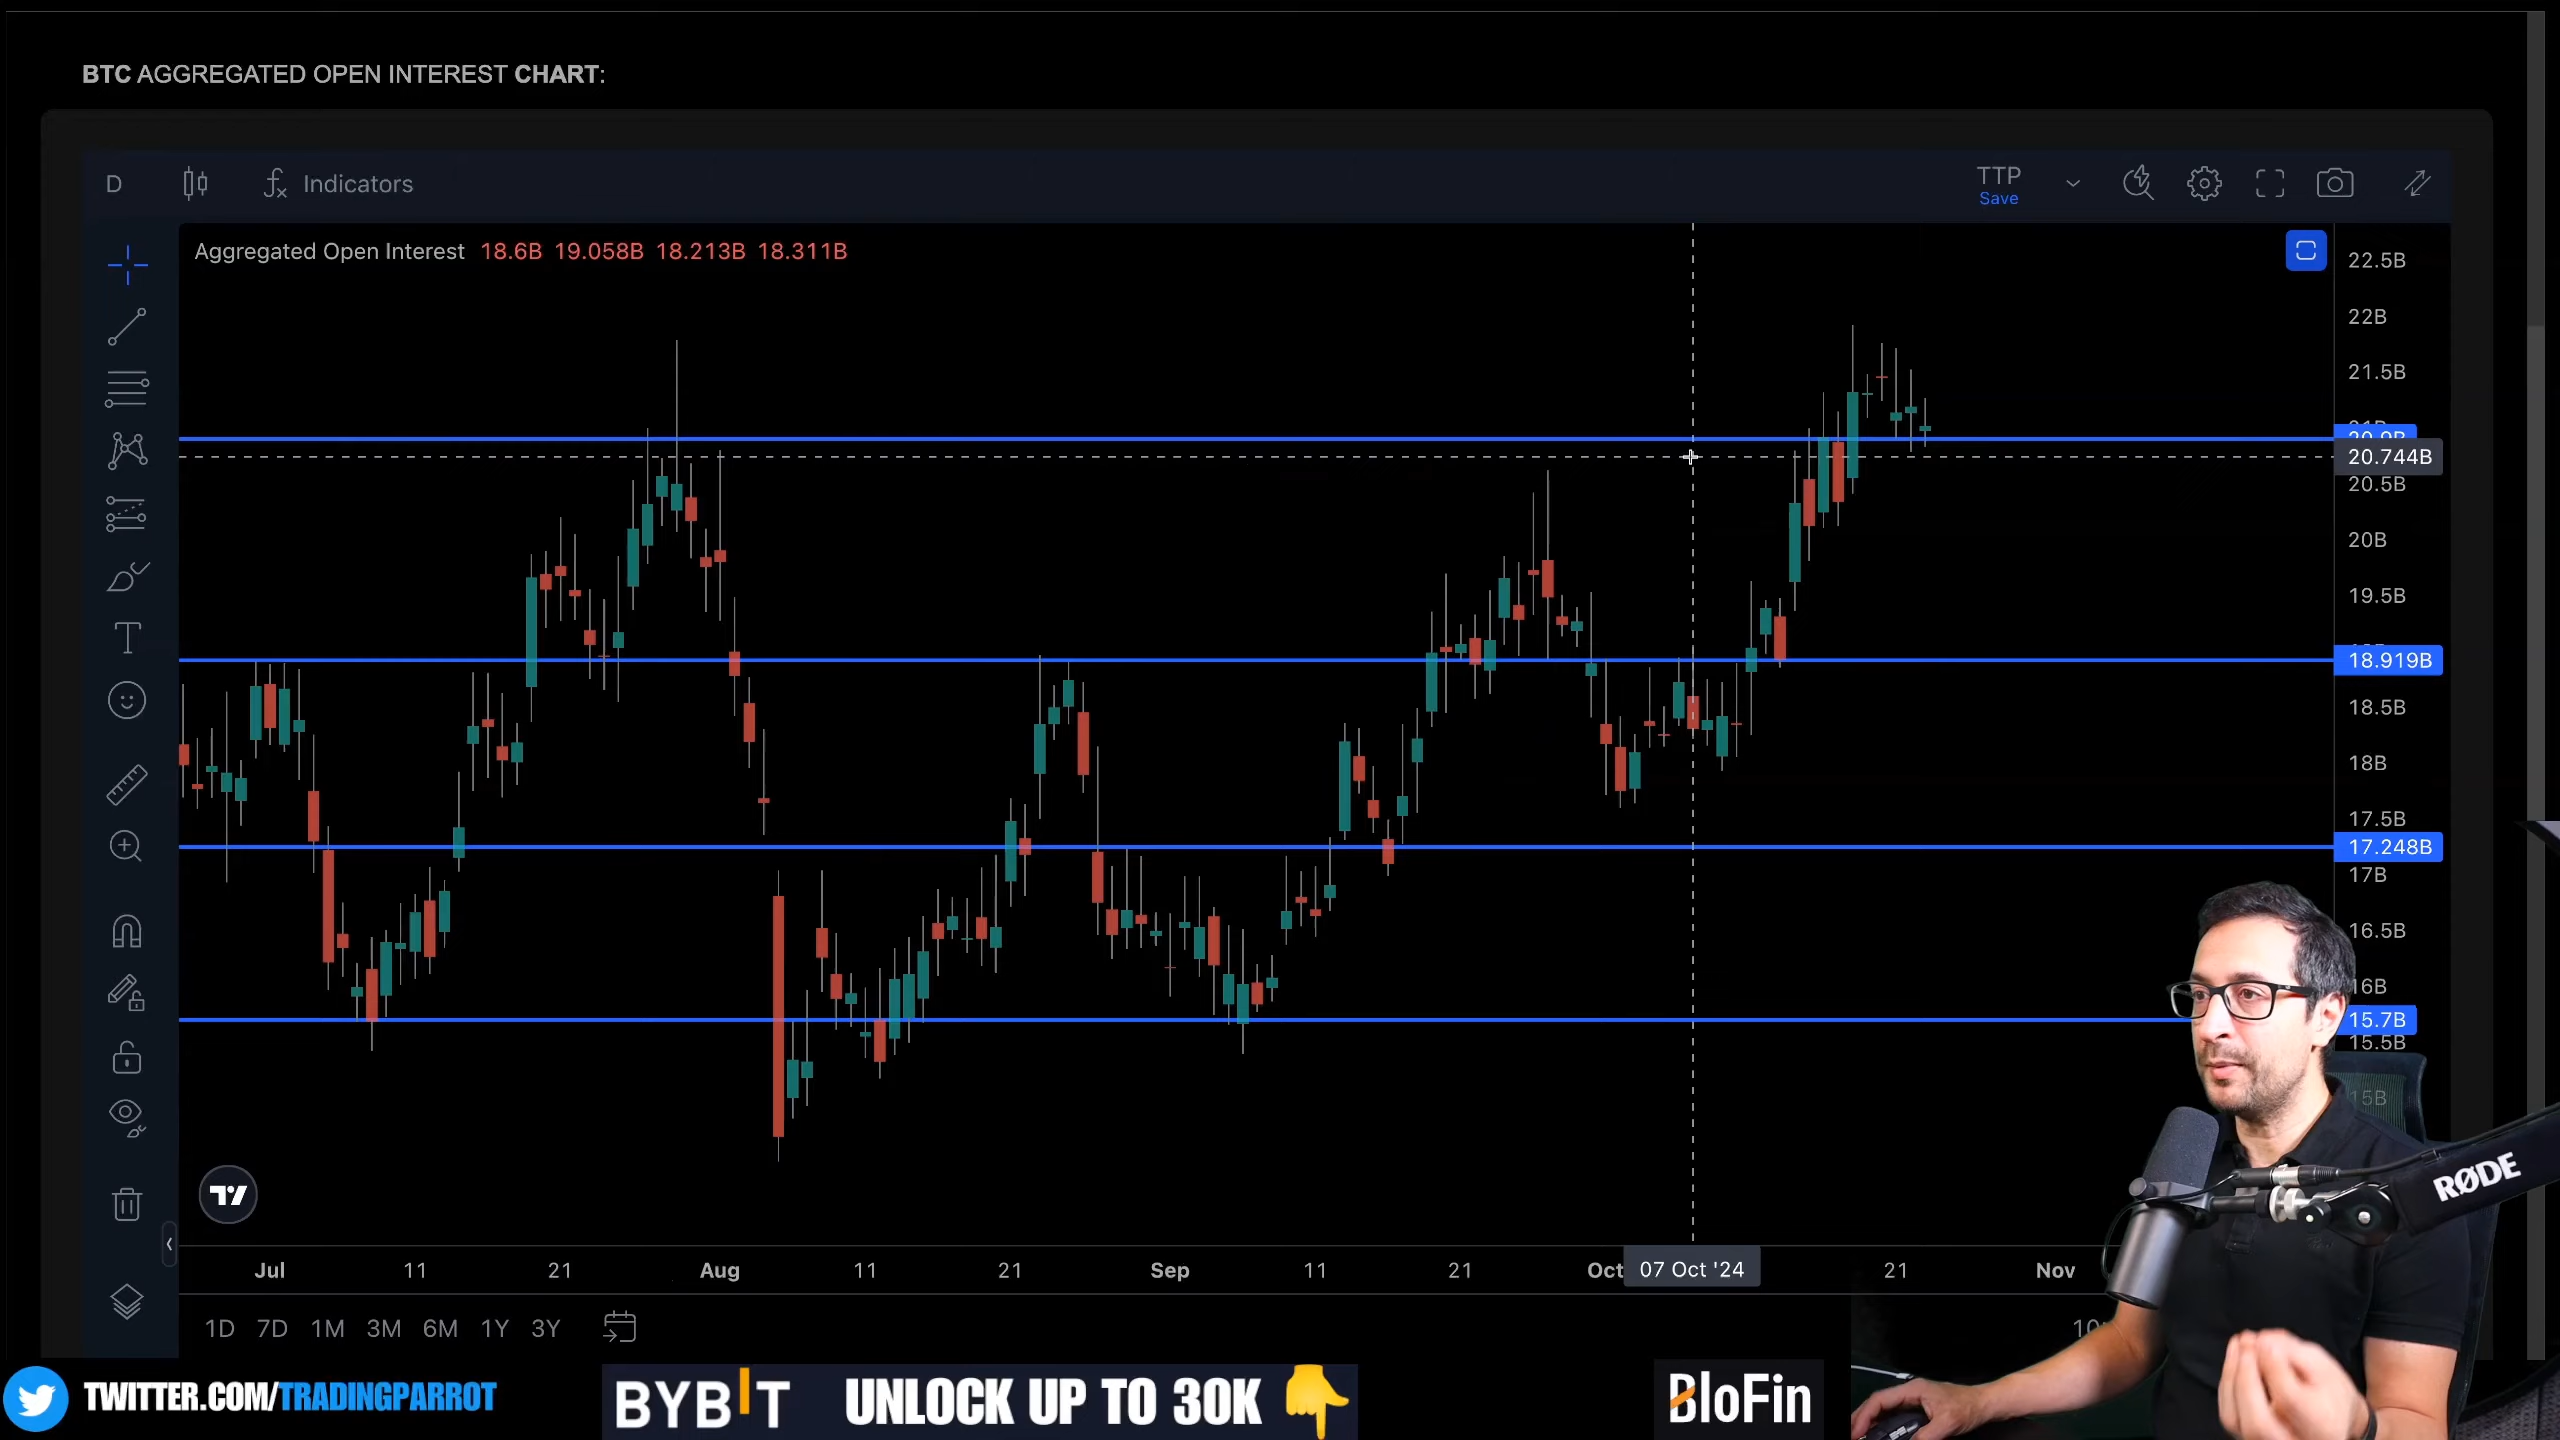 BTC AGGREGATED OPEN INTEREST CHART:
D Indicators TTP
Save
Aggregated Open Interest 18.6B 19.058B 18.213B 18.311B
22.5B
22B
21.5B
20.9B
20.744B
20.5B
20B
19.5B
18.919B
18.5B
18B
17.5B
17.248B
17B
16.5B
16B
15.7B
15.5B
15B
Jul 11 21 Aug 11 21 Sep 11 21 Oct 07 Oct '24 21 Nov
1D 7D 1M 3M 6M 1Y 3Y
RØDE
TWITTER.COM/TRADINGPARROT BYBIT UNLOCK UP TO 30K BloFin